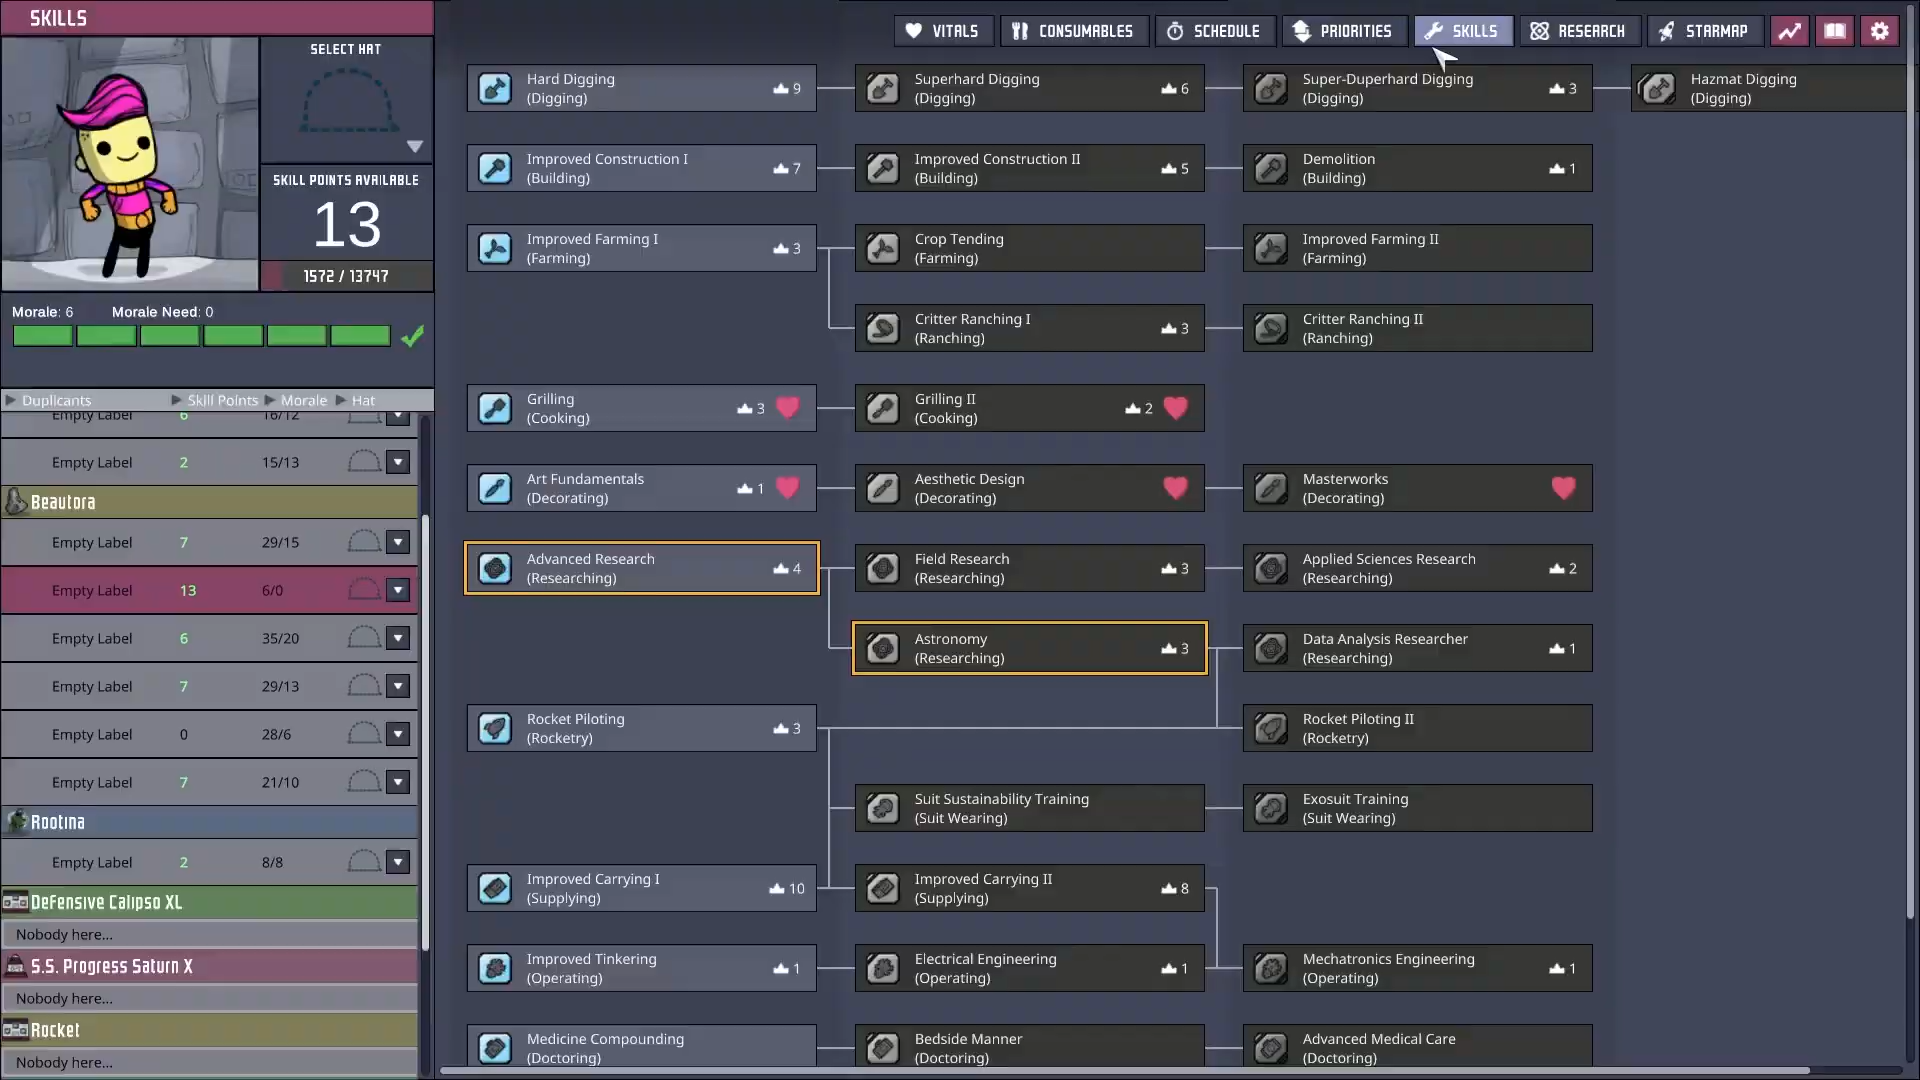 SKILLS
VITALS
CONSUMABLES
SCHEDULE
PRIORITIES
SKILLS
RESEARCH
STARMAP
SELECT HAT
SKILL POINTS AVAILABLE
13
1572 / 13747
Morale: 6
Morale Need: 0
Duplicants
Skill Points
Morale
Hat
Empty Label 6 16/12
Empty Label 2 15/13
Beautora
Empty Label 7 29/15
Empty Label 13 6/0
Empty Label 6 35/20
Empty Label 7 29/13
Empty Label 0 28/6
Empty Label 7 21/10
Rootina
Empty Label 2 8/8
Defensive Calipso XL
Nobody here...
S.S. Progress Saturn X
Nobody here...
Rocket
Nobody here...
Hard Digging
(Digging)
9
Superhard Digging
(Digging)
6
Super-Duperhard Digging
(Digging)
3
Hazmat Digging
(Digging)
Improved Construction I
(Building)
7
Improved Construction II
(Building)
5
Demolition
(Building)
1
Improved Farming I
(Farming)
3
Crop Tending
(Farming)
Improved Farming II
(Farming)
Critter Ranching I
(Ranching)
3
Critter Ranching II
(Ranching)
Grilling
(Cooking)
3
Grilling II
(Cooking)
2
Art Fundamentals
(Decorating)
1
Aesthetic Design
(Decorating)
Masterworks
(Decorating)
Advanced Research
(Researching)
4
Field Research
(Researching)
3
Applied Sciences Research
(Researching)
2
Astronomy
(Researching)
3
Data Analysis Researcher
(Researching)
1
Rocket Piloting
(Rocketry)
3
Rocket Piloting II
(Rocketry)
Suit Sustainability Training
(Suit Wearing)
Exosuit Training
(Suit Wearing)
Improved Carrying I
(Supplying)
10
Improved Carrying II
(Supplying)
8
Improved Tinkering
(Operating)
1
Electrical Engineering
(Operating)
1
Mechatronics Engineering
(Operating)
1
Medicine Compounding
(Doctoring)
Bedside Manner
(Doctoring)
Advanced Medical Care
(Doctoring)